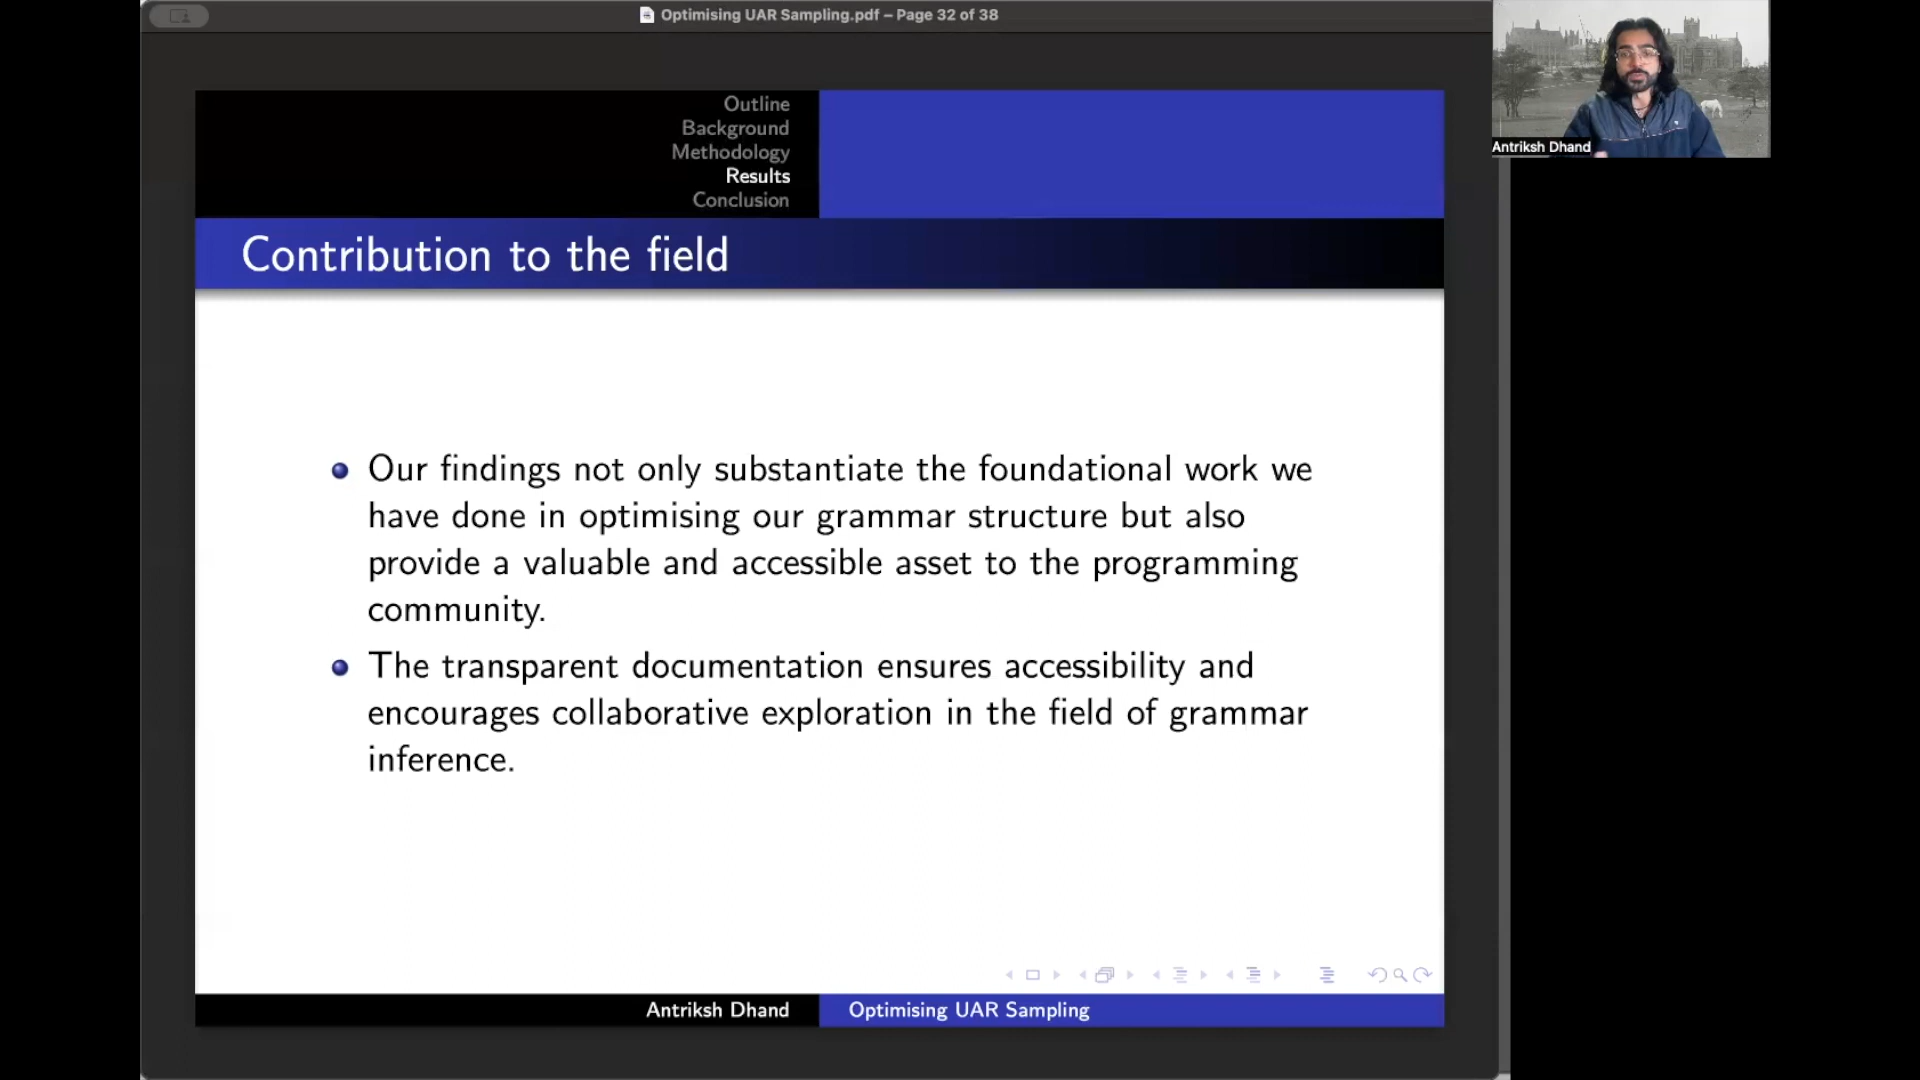 Optimising UAR Sampling.pdf – Page 32 of 38
Antriksh Dhand
Outline
Background
Methodology
Results
Conclusion
Contribution to the field
Our findings not only substantiate the foundational work we
have done in optimising our grammar structure but also
provide a valuable and accessible asset to the programming
community.
The transparent documentation ensures accessibility and
encourages collaborative exploration in the field of grammar
inference.
Antriksh Dhand
Optimising UAR Sampling